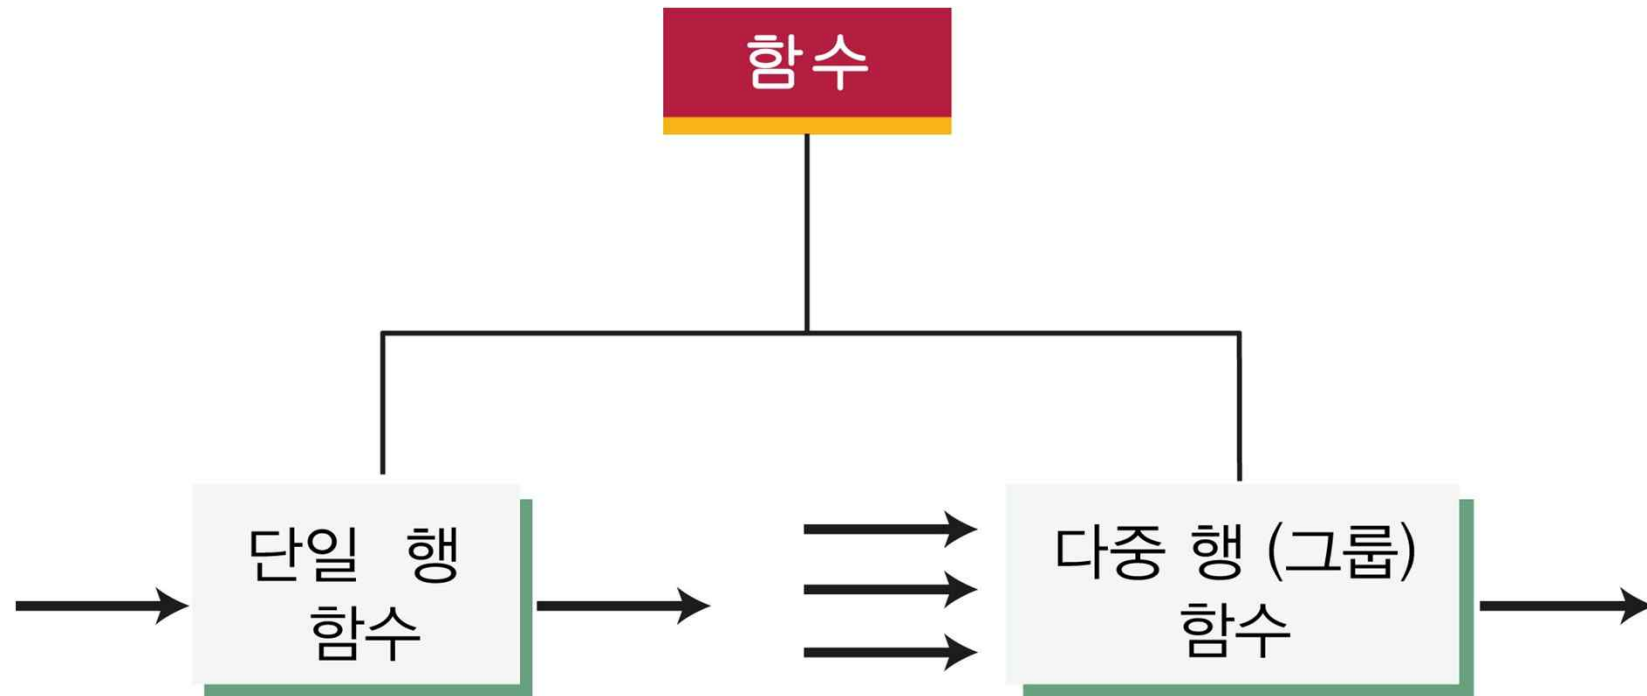 함수
단일 행
함수
다중 행 (그룹)
함수